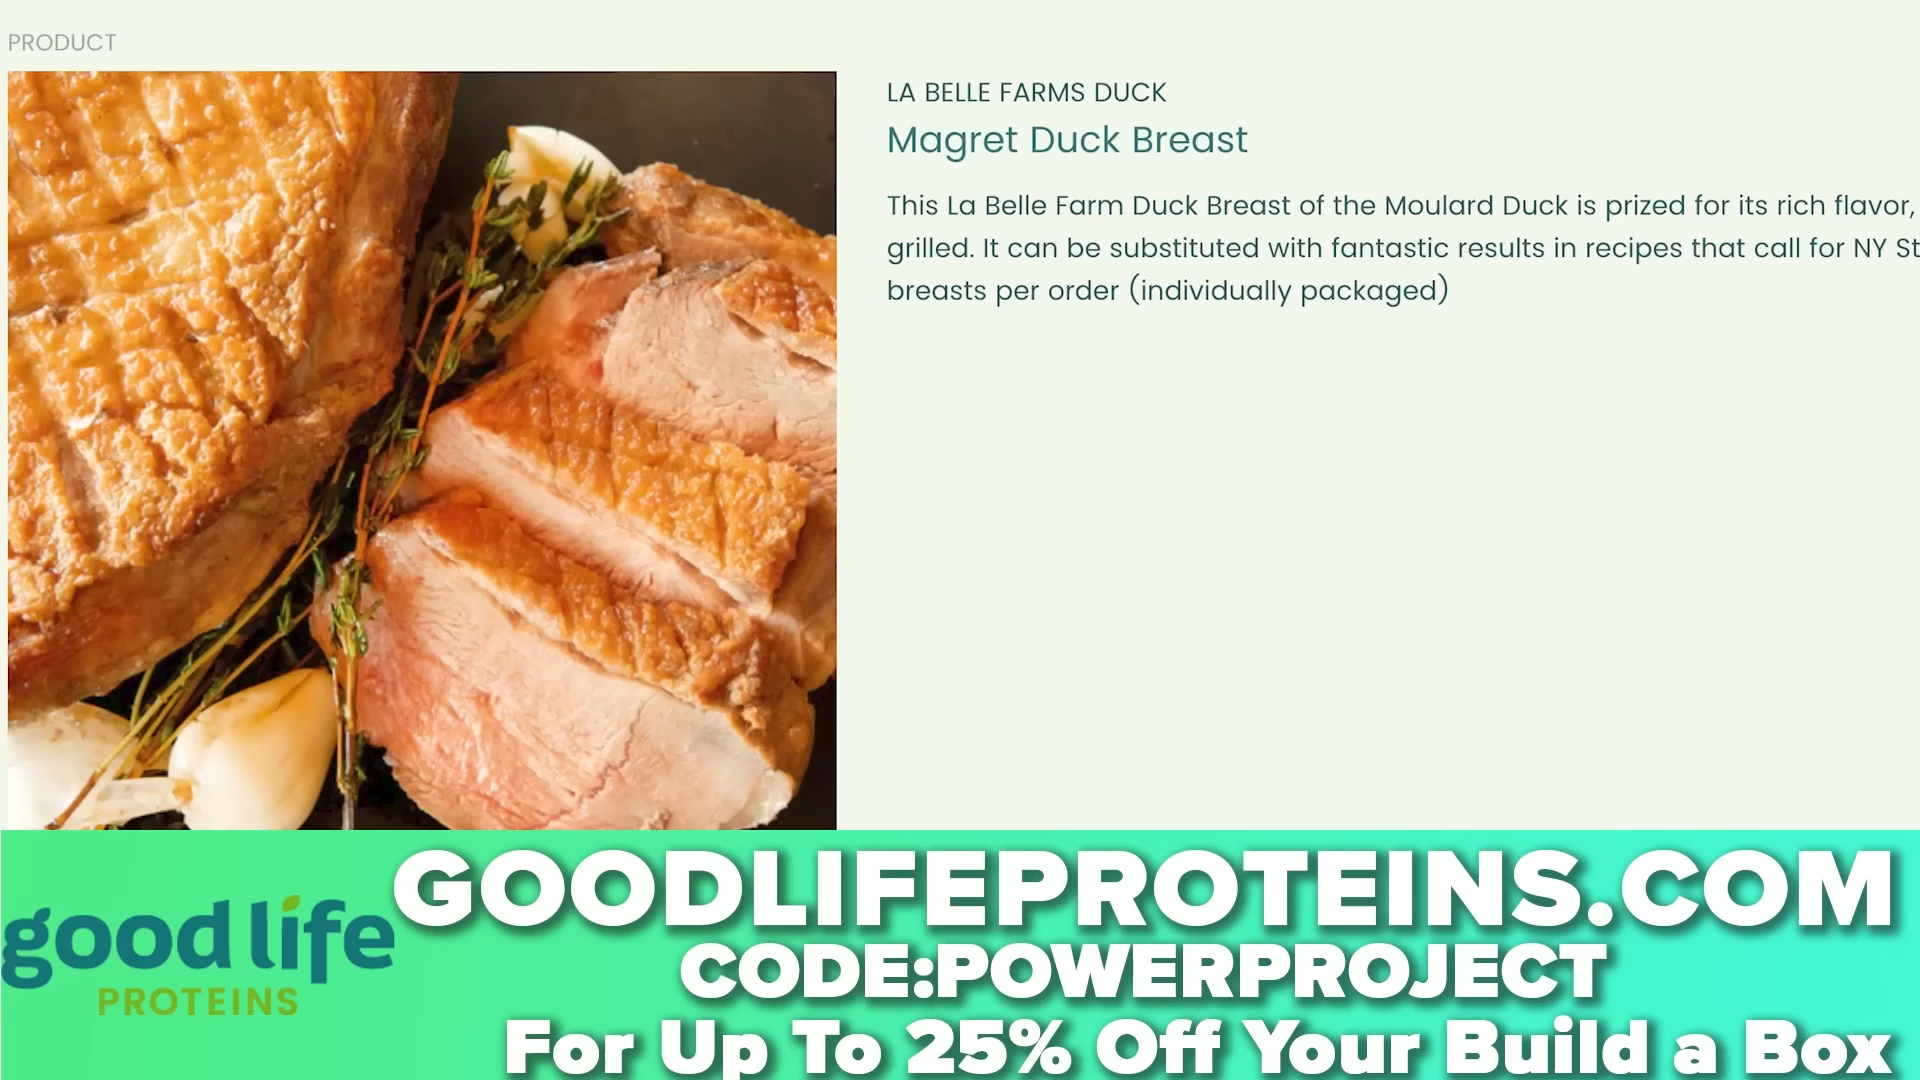 PRODUCT
LA BELLE FARMS DUCK
Magret Duck Breast
This La Belle Farm Duck Breast of the Moulard Duck is prized for its rich flavor,
grilled. It can be substituted with fantastic results in recipes that call for NY St
breasts per order (individually packaged)
good life
PROTEINS
GOODLIFEPROTEINS.COM
CODE:POWERPROJECT
For Up To 25% Off Your Build a Box